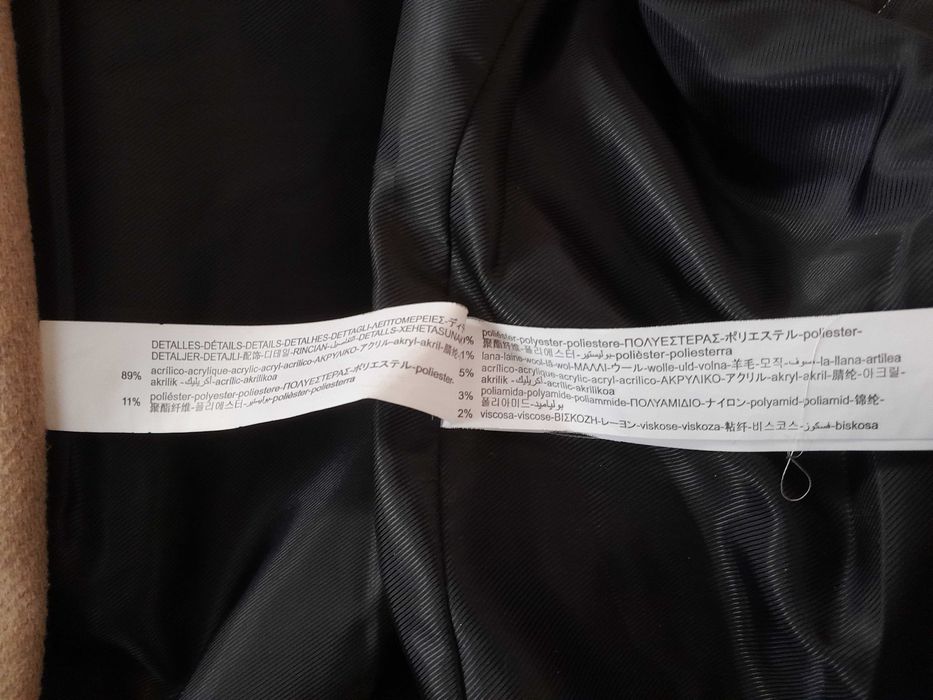 DETALLES-DÉTAILS-DETAILS-DETALHES-DETTAGLI-ΛΕΠΤΟΜΕΡΕΙΕΣ-ディ
DETALJER-DETAJLI-配饰-디테일-RINCIAN-التفاصيل-DETALLS-XEHETASUNA
89% acrílico-acrylique-acrylic-acryl-acrilico-ΑΚΡΥΛΙΚΟ-アクリル-akryl-akril-腈纶-
akrilik-أكريليك-acrílic-akrilikoa
11% poliéster-polyester-poliestere-ΠΟΛΥΕΣΤΕΡΑΣ-ポリエステル-poliester-
聚酯纤维-폴리에스터-بوليستير-polièster-poliesterra
% poliéster-polyester-poliestere-ΠΟΛΥΕΣΤΕΡΑΣ-ポリエステル-poliester-
聚酯纤维-폴리에스터-بوليستير-polièster-poliesterra
1% lana-laine-wool-lã-wol-ΜΑΛΛΙ-ウール-wolle-uld-volna-羊毛-모직-صوف-la-llana-artilea
5% acrílico-acrylique-acrylic-acryl-acrilico-ΑΚΡΥΛΙΚΟ-アクリル-akryl-akril-腈纶-아크릴-
akrilik-أكريليك-acrílic-akrilikoa
3% poliamida-polyamide-poliammide-ΠΟΛΥΑΜΙΔΙΟ-ナイロン-polyamid-poliamid-锦纶-
폴리아미드-بولياميد
2% viscosa-viscose-ΒΙΣΚΟΖΗ-レーヨン-viskose-viskoza-粘纤-비스코스-فسكوز-biskosa